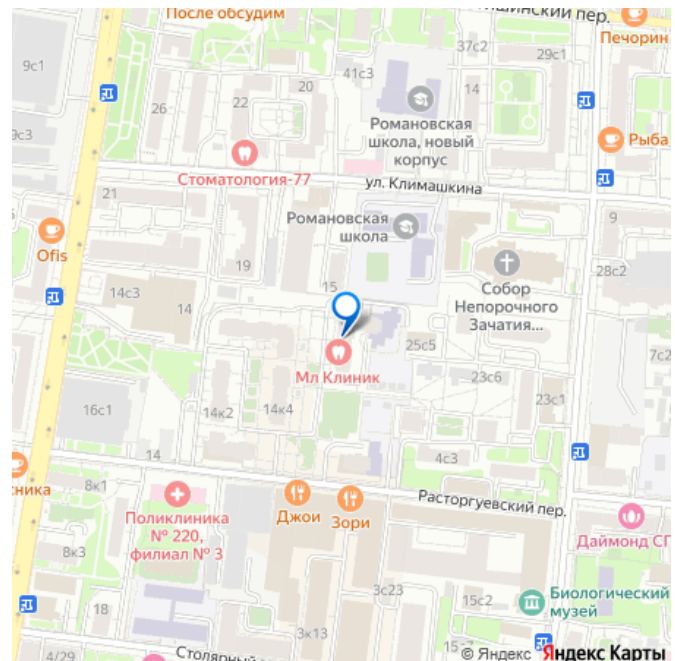 После обсудим
шинский пер.
Печорин
9с1
37с2
29с1
41с3
20
22
26
14
9с3
Романовская
школа, новый
корпус
Рыба
Стоматология-77
ул. Климашкина
21
Романовская
школа
9
Ofis
19
28с2
Собор
Непорочного
Зачатия...
15
14с3
14
25с5
7с2
Мл Клиник
23с6
23с1
16с1
14к2
14к4
14
4с3
сника
8к1
Расторгуевский пер.
Джои
Зори
Поликлиника
№ 220,
филиал № 3
Даймонд СП
8к3
3с23
15с2
Биологический
музей
18
3к13
4/29
Столярный
© Яндекс Яндекс Карты